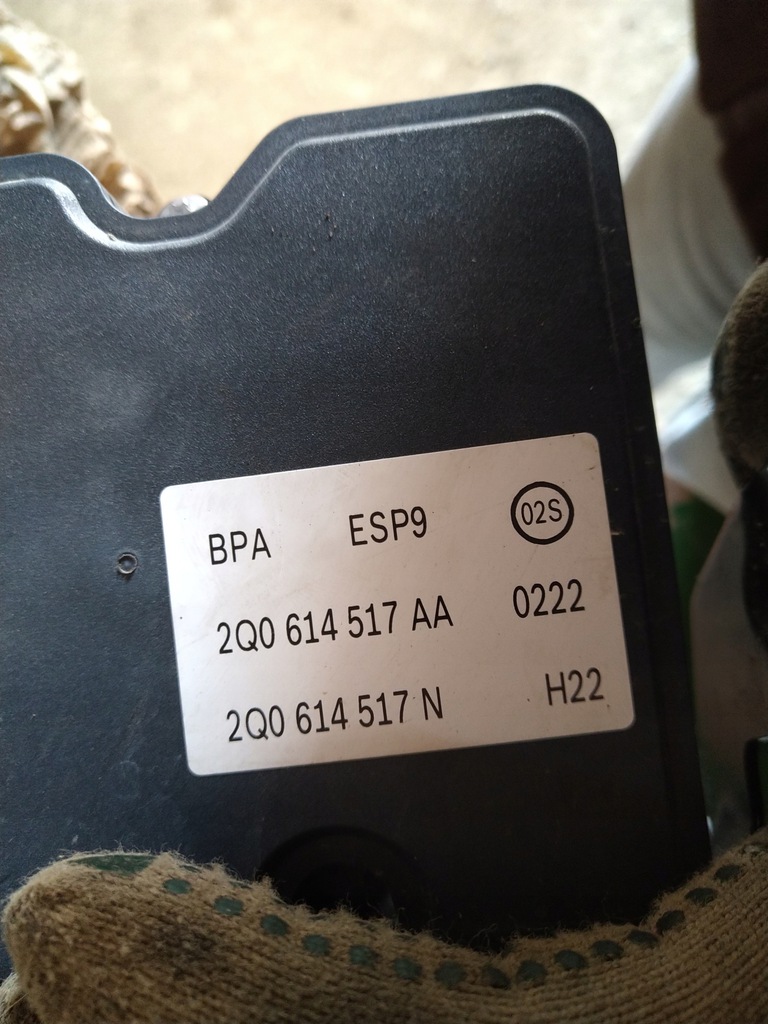 BPA ESP9 02S
2Q0 614 517 AA 0222
2Q0 614 517 N H22